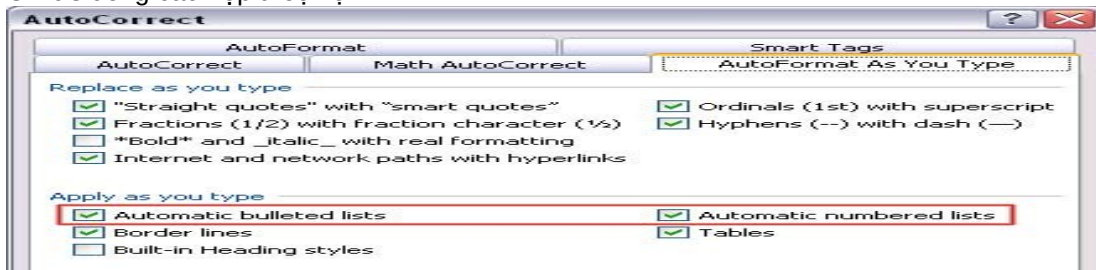 AutoCorrect
AutoFormat Smart Tags
AutoCorrect Math AutoCorrect AutoFormat As You Type
Replace as you type
"Straight quotes" with “smart quotes” Ordinals (1st) with superscript
Fractions (1/2) with fraction character (½) Hyphens (--) with dash (—)
*Bold* and _italic_ with real formatting
Internet and network paths with hyperlinks
Apply as you type
Automatic bulleted lists Automatic numbered lists
Border lines Tables
Built-in Heading styles